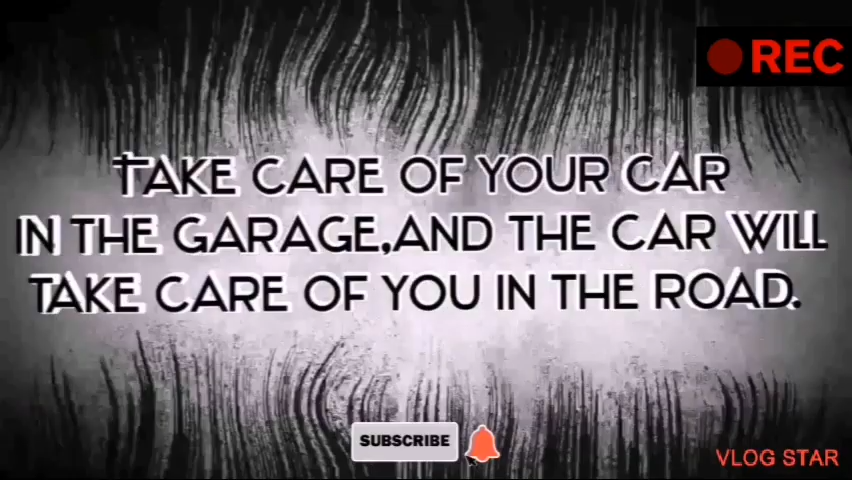 REC
TAKE CARE OF YOUR CAR
IN THE GARAGE,AND THE CAR WILL
TAKE CARE OF YOU IN THE ROAD.
SUBSCRIBE
VLOG STAR